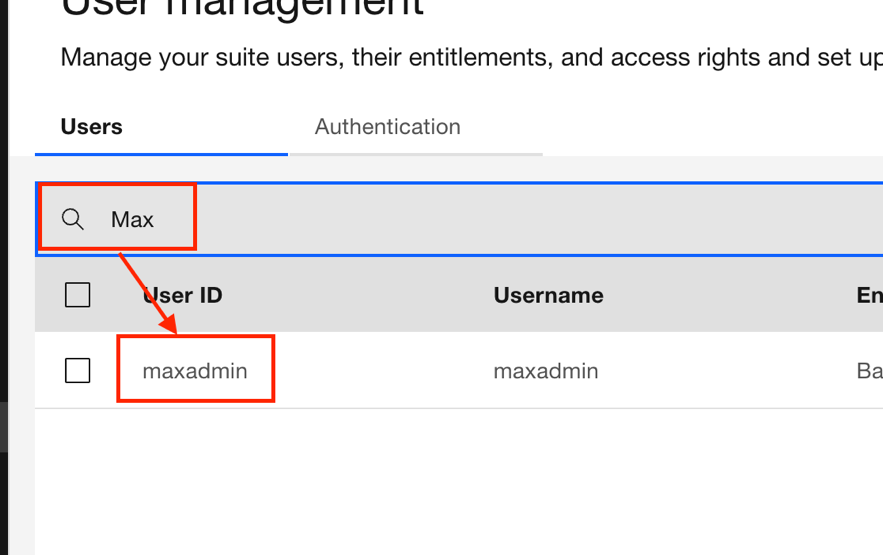 User management
Manage your suite users, their entitlements, and access rights and set up
Users
Authentication
Max
User ID
Username
En
maxadmin
maxadmin
Ba